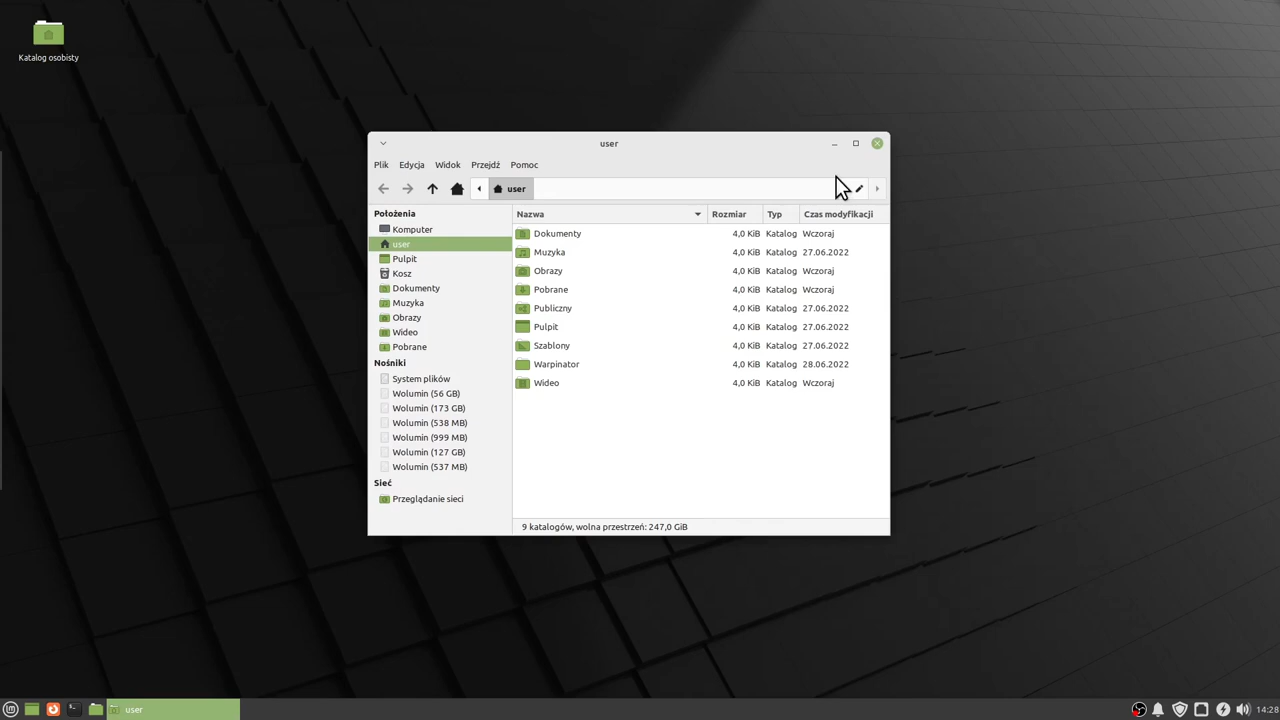 Katalog osobisty
user
Plik Edycja Widok Przejdź Pomoc
user
Położenia
Komputer
user
Pulpit
Kosz
Dokumenty
Muzyka
Obrazy
Wideo
Pobrane
Nośniki
System plików
Wolumin (56 GB)
Wolumin (173 GB)
Wolumin (538 MB)
Wolumin (999 MB)
Wolumin (127 GB)
Wolumin (537 MB)
Sieć
Przeglądanie sieci
Nazwa Rozmiar Typ Czas modyfikacji
Dokumenty 4,0 KiB Katalog Wczoraj
Muzyka 4,0 KiB Katalog 27.06.2022
Obrazy 4,0 KiB Katalog Wczoraj
Pobrane 4,0 KiB Katalog Wczoraj
Publiczny 4,0 KiB Katalog 27.06.2022
Pulpit 4,0 KiB Katalog 27.06.2022
Szablony 4,0 KiB Katalog 27.06.2022
Warpinator 4,0 KiB Katalog 28.06.2022
Wideo 4,0 KiB Katalog Wczoraj
9 katalogów, wolna przestrzeń: 247,0 GiB
user 14:28